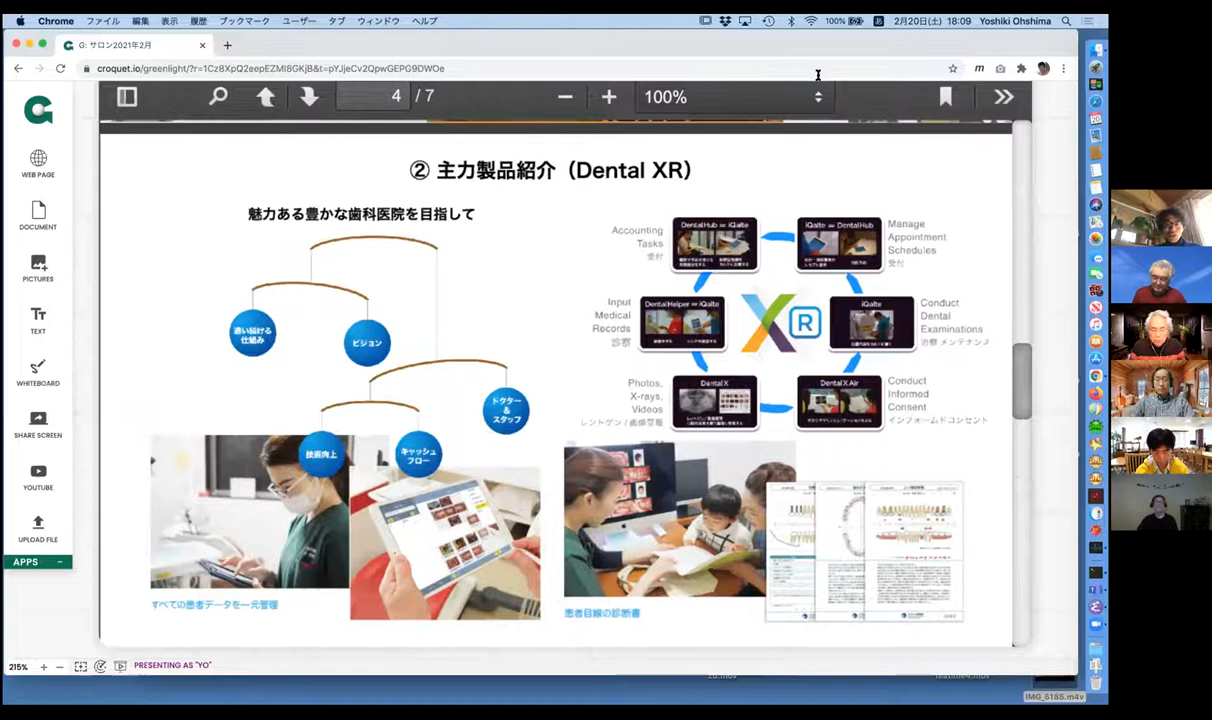 Chrome ファイル 編集 表示 履歴 ブックマーク ユーザー タブ ウィンドウ ヘルプ
100% 2月20日(土) 18:09 Yoshiki Ohshima
G: サロン2021年2月
croquet.io/greenlight/?r=1Cz8XpQ2eepEZMl8GKjB&t=pYJjeCv2QpwGEPG9DWOe
4 / 7
100%
WEB PAGE
DOCUMENT
PICTURES
TEXT
WHITEBOARD
SHARE SCREEN
YOUTUBE
UPLOAD FILE
APPS
② 主力製品紹介（Dental XR）
魅力ある豊かな歯科医院を目指して
通い続ける
仕組み
ビジョン
ドクター
&
スタッフ
技術向上
キャッシュ
フロー
すべての患者データを一元管理
Accounting
Tasks
受付
DentalHub ∞ iQalte
iQalte ∞ DentalHub
Manage
Appointment
Schedules
受付
Input
Medical
Records
診察
DentalHelper ∞ iQalte
XR
iQalte
Conduct
Dental
Examinations
治療 メンテナンス
Photos,
X-rays,
Videos
レントゲン / 画像管理
Dental X
Dental X Air
Conduct
Informed
Consent
インフォームドコンセント
患者目線の診断書
215%
PRESENTING AS "YO"
IMG_5185.m4v